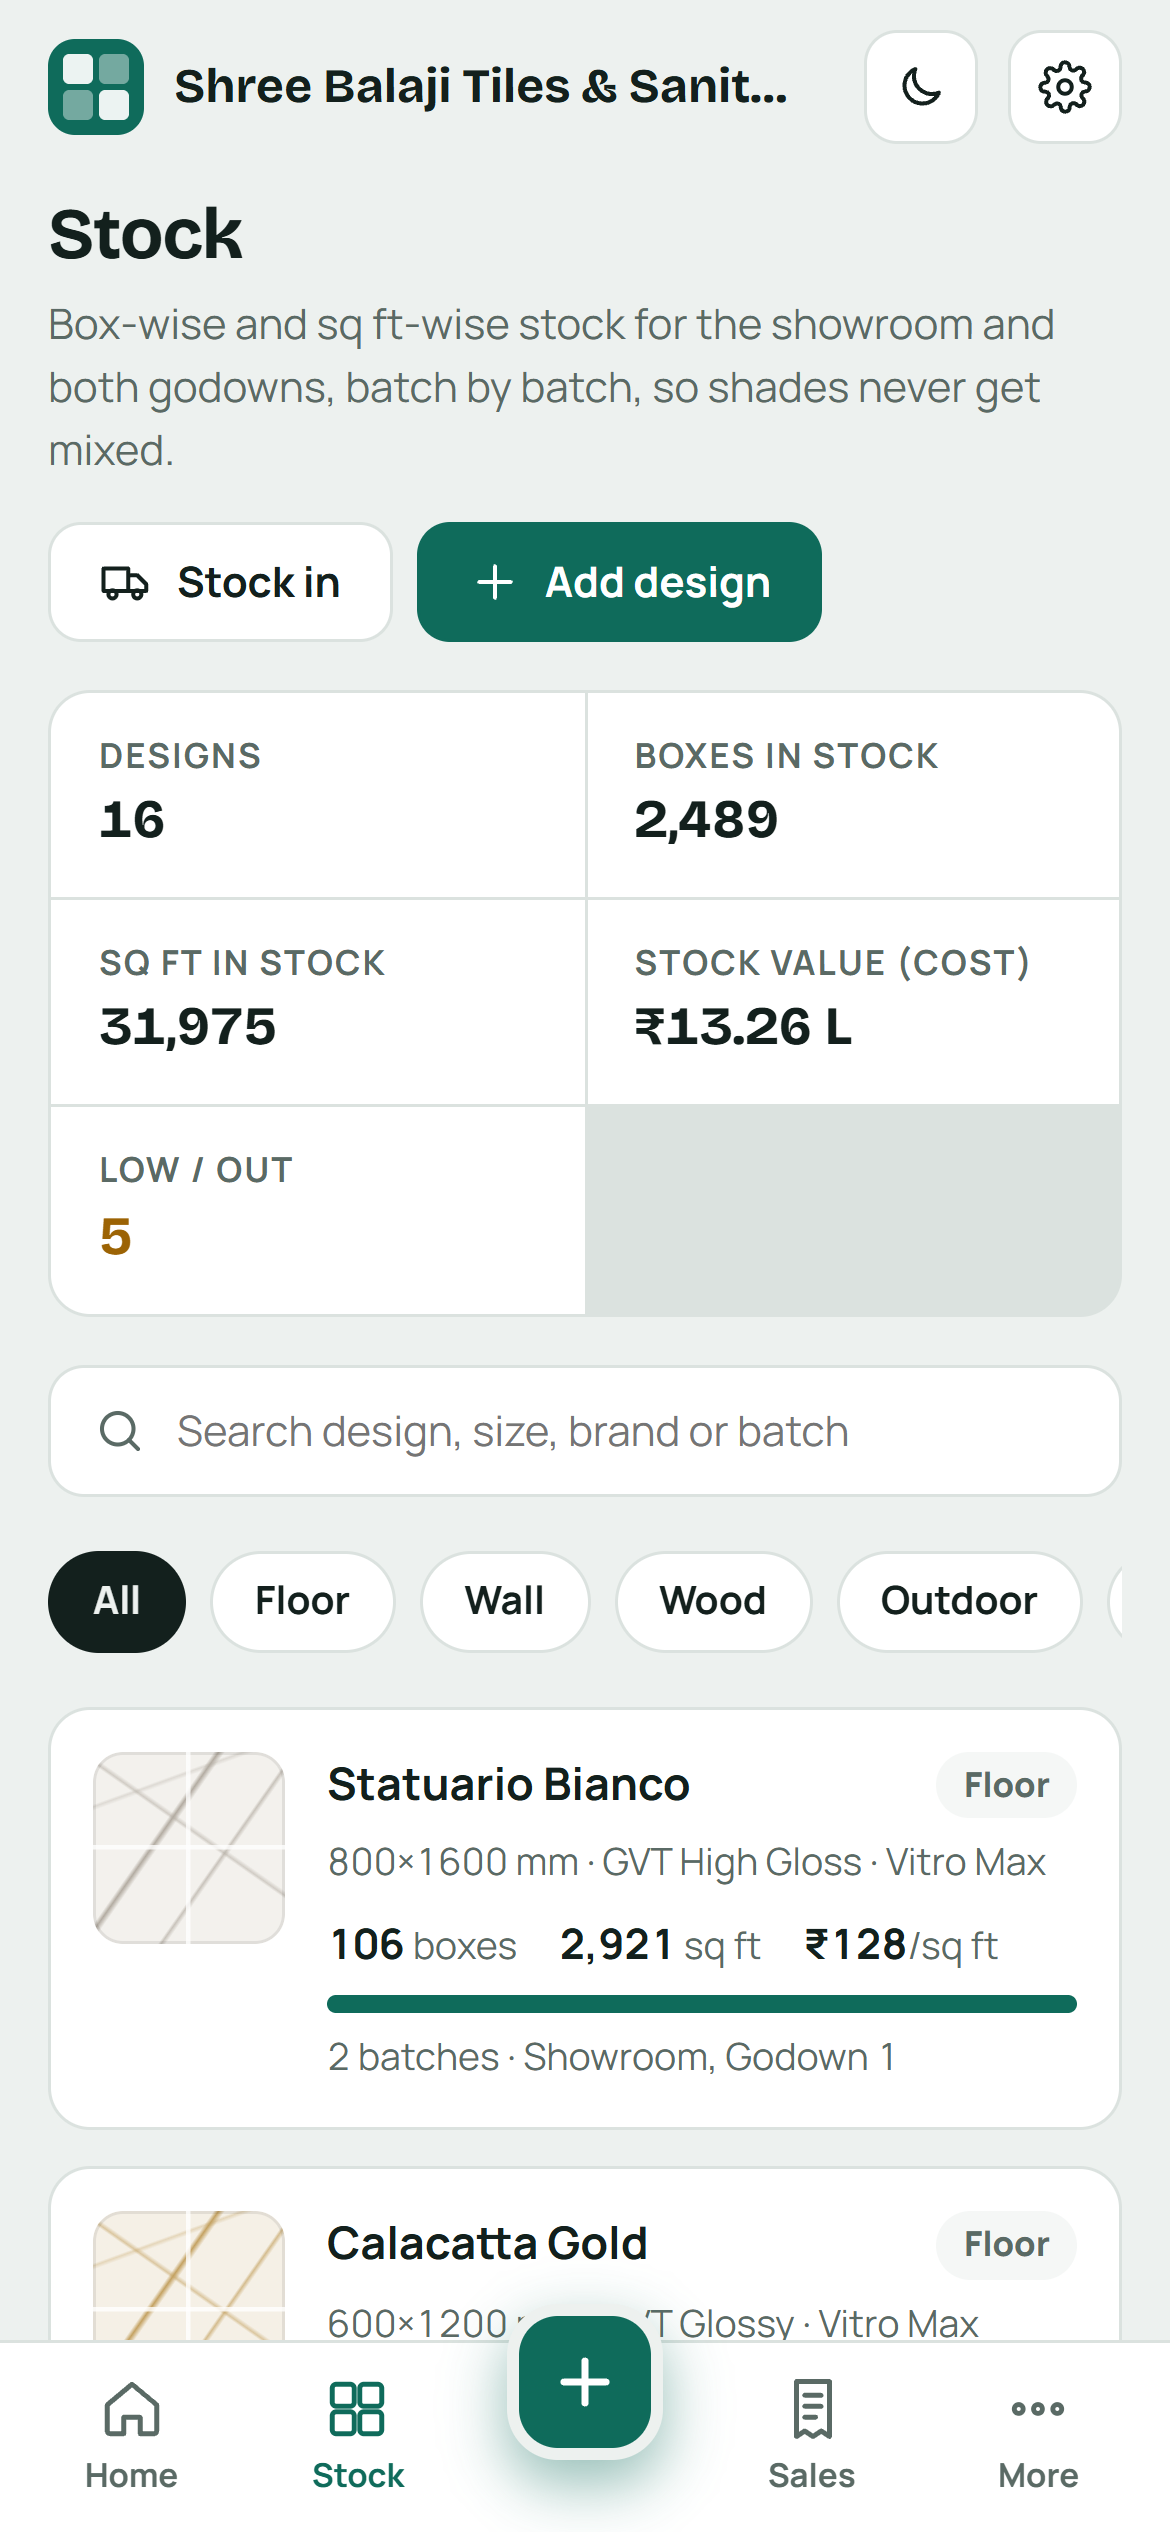 Shree Balaji Tiles & Sanit...
Stock
Box-wise and sq ft-wise stock for the showroom and
both godowns, batch by batch, so shades never get
mixed.
Stock in
Add design
DESIGNS
16
BOXES IN STOCK
2,489
SQ FT IN STOCK
31,975
STOCK VALUE (COST)
₹13.26 L
LOW / OUT
5
Search design, size, brand or batch
All
Floor
Wall
Wood
Outdoor
Statuario Bianco
Floor
800×1600 mm · GVT High Gloss · Vitro Max
106 boxes 2,921 sq ft ₹128/sq ft
2 batches · Showroom, Godown 1
Calacatta Gold
Floor
600×1200 Glossy · Vitro Max
Home
Stock
Sales
More